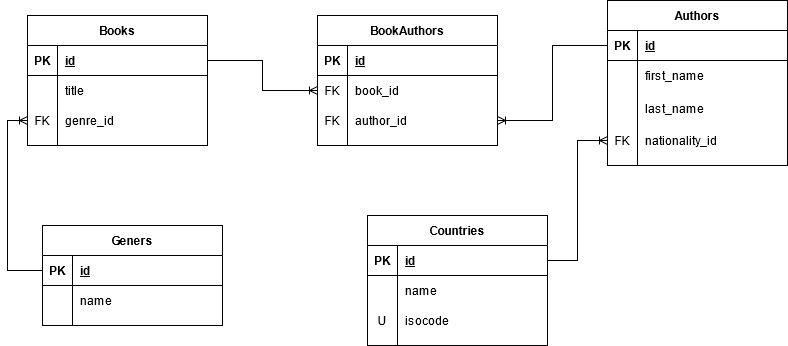 Books
PK id
title
FK genre_id
BookAuthors
PK id
FK book_id
FK author_id
Authors
PK id
first_name
last_name
FK nationality_id
Geners
PK id
name
Countries
PK id
name
U isocode